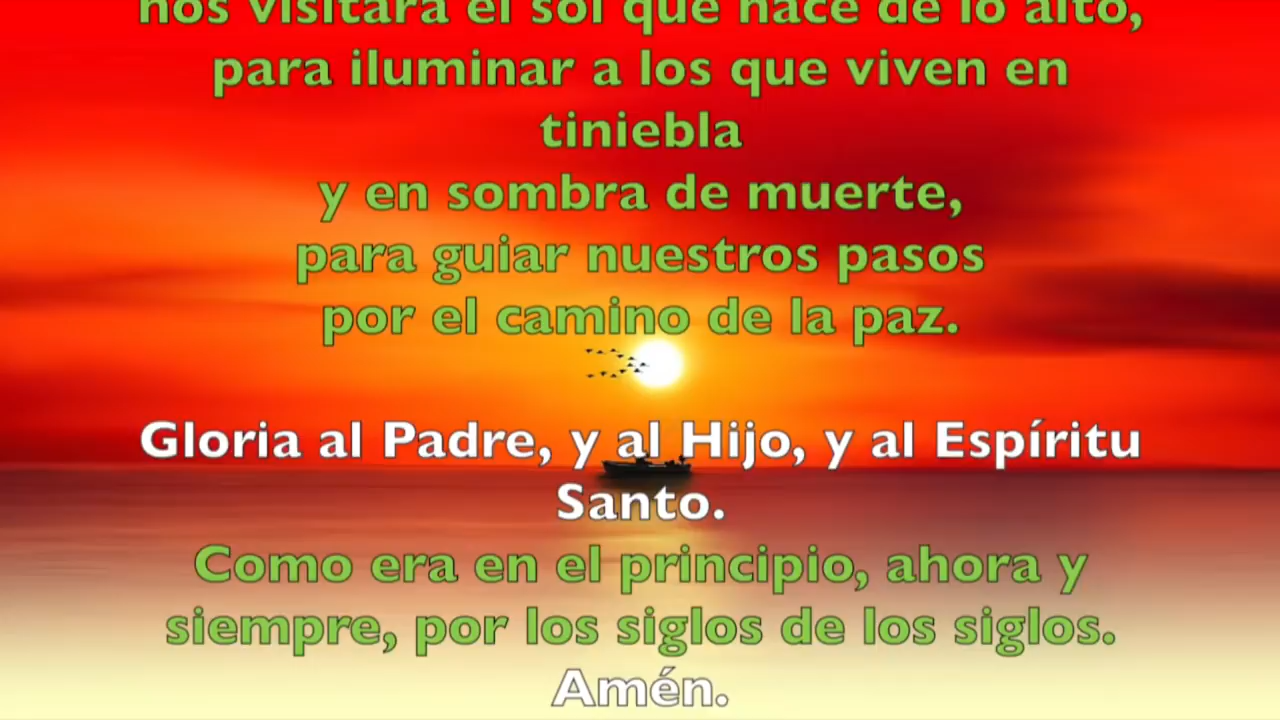 nos visitará el sol que nace de lo alto,
para iluminar a los que viven en
tiniebla
y en sombra de muerte,
para guiar nuestros pasos
por el camino de la paz.
Gloria al Padre, y al Hijo, y al Espíritu
Santo.
Como era en el principio, ahora y
siempre, por los siglos de los siglos.
Amén.